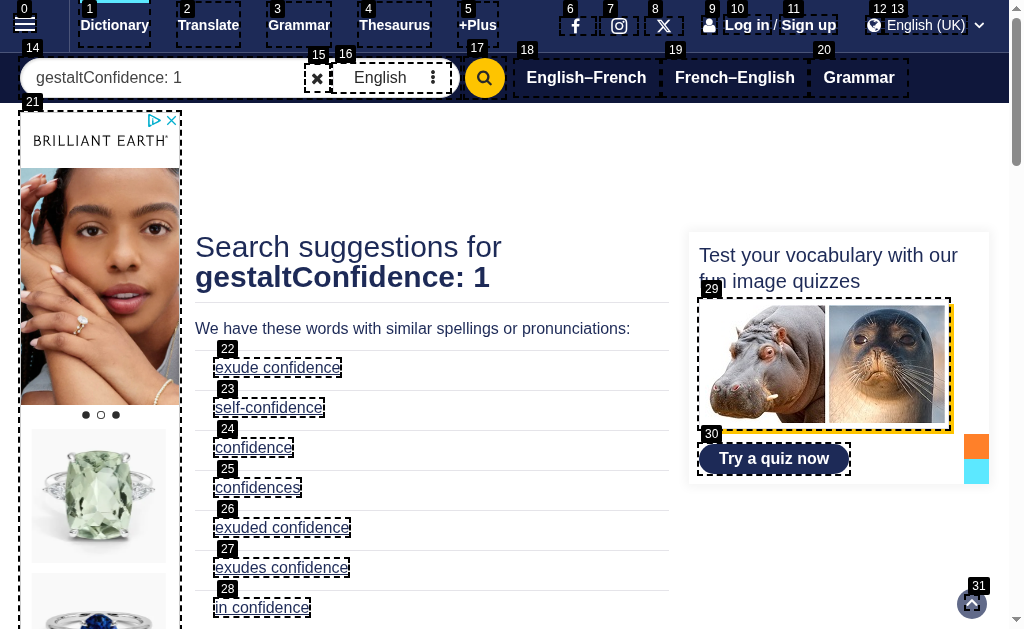 0 1 2 3 4 5 6 7 8 9 10 11 12 13
Dictionary Translate Grammar Thesaurus +Plus Log in / Sign up English (UK)
14 15 16 17 18 19 20
gestaltConfidence: 1 English English–French French–English Grammar
21
BRILLIANT EARTH
Search suggestions for
gestaltConfidence: 1
We have these words with similar spellings or pronunciations:
22
exude confidence
23
self-confidence
24
confidence
25
confidences
26
exuded confidence
27
exudes confidence
28
in confidence
Test your vocabulary with our
fun image quizzes
29
30
Try a quiz now
31